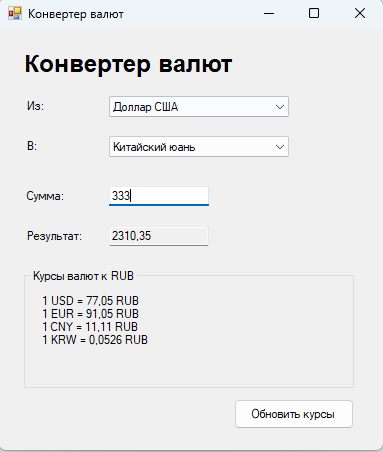 Конвертер валют
Конвертер валют
Из: Доллар США
В: Китайский юань
Сумма: 333
Результат: 2310,35
Курсы валют к RUB
1 USD = 77,05 RUB
1 EUR = 91,05 RUB
1 CNY = 11,11 RUB
1 KRW = 0,0526 RUB
Обновить курсы